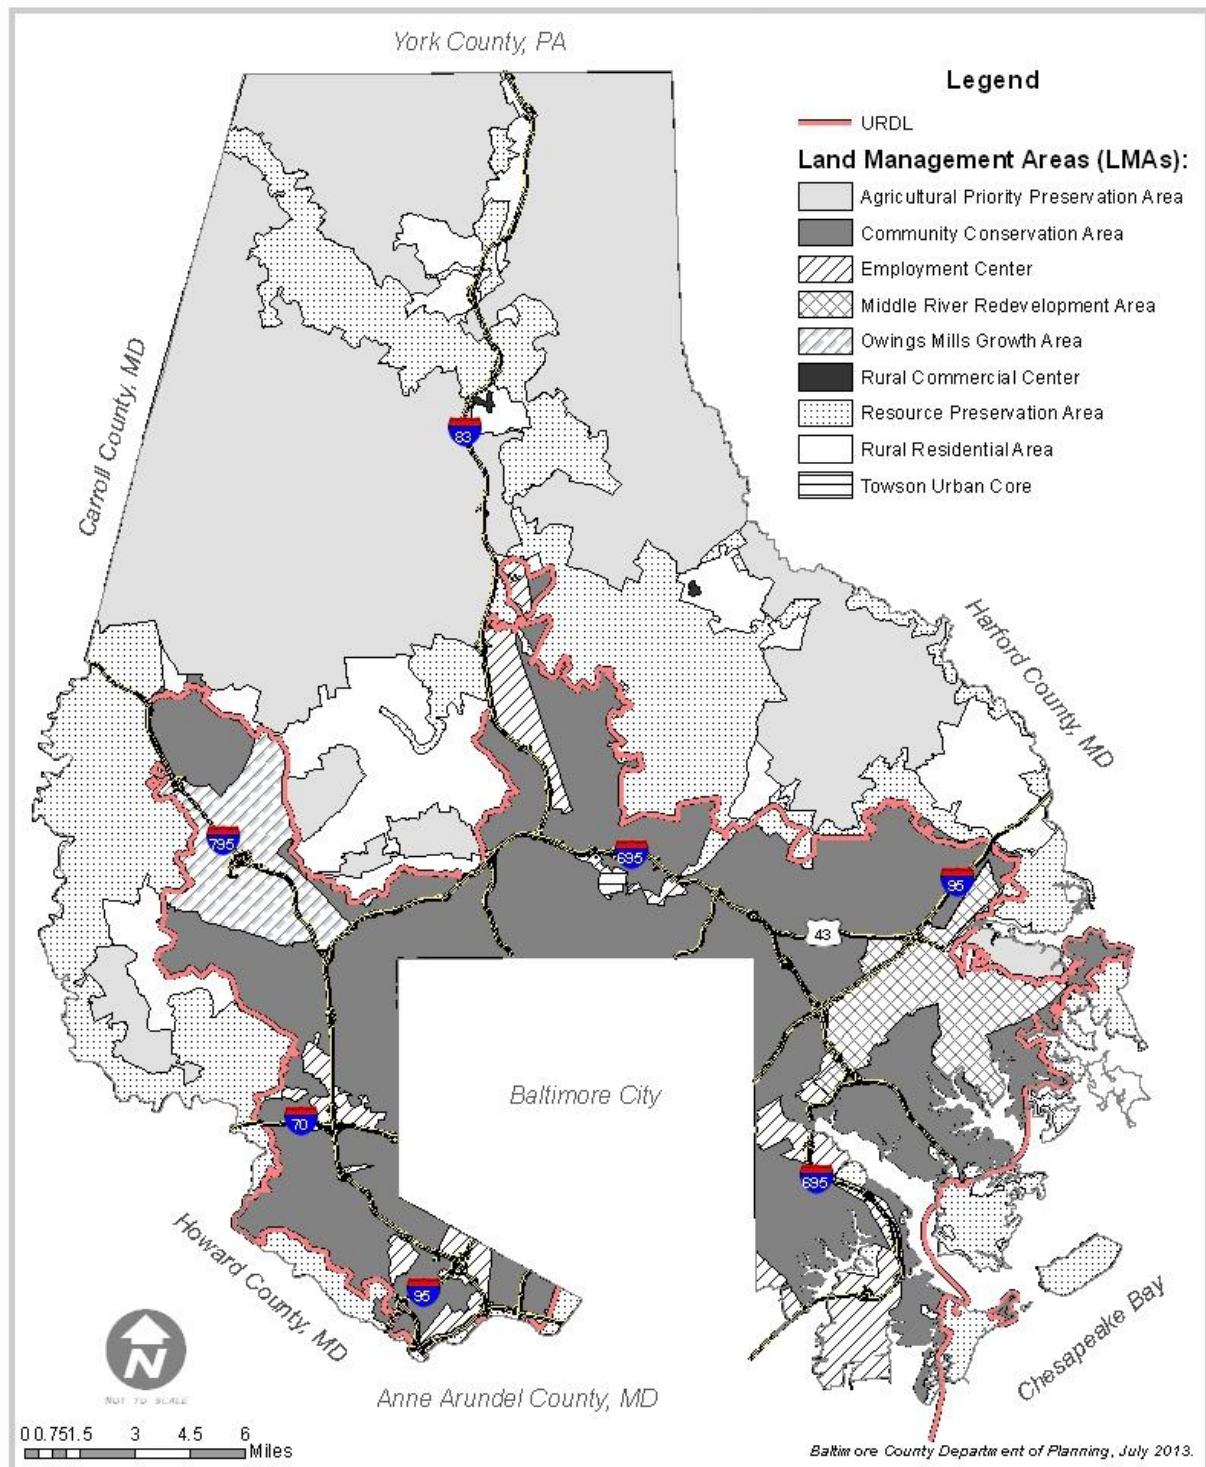 York County, PA
Legend
URDL
Land Management Areas (LMAs):
Agricultural Priority Preservation Area
Community Conservation Area
Employment Center
Middle River Redevelopment Area
Owings Mills Growth Area
Rural Commercial Center
Resource Preservation Area
Rural Residential Area
Towson Urban Core
Carroll County, MD
83
Harford County, MD
795
695
95
43
Baltimore City
70
695
Howard County, MD
95
Chesapeake Bay
N
NOT TO SCALE
Anne Arundel County, MD
0 0.75 1.5 3 4.5 6
Miles
Baltimore County Department of Planning, July 2013.